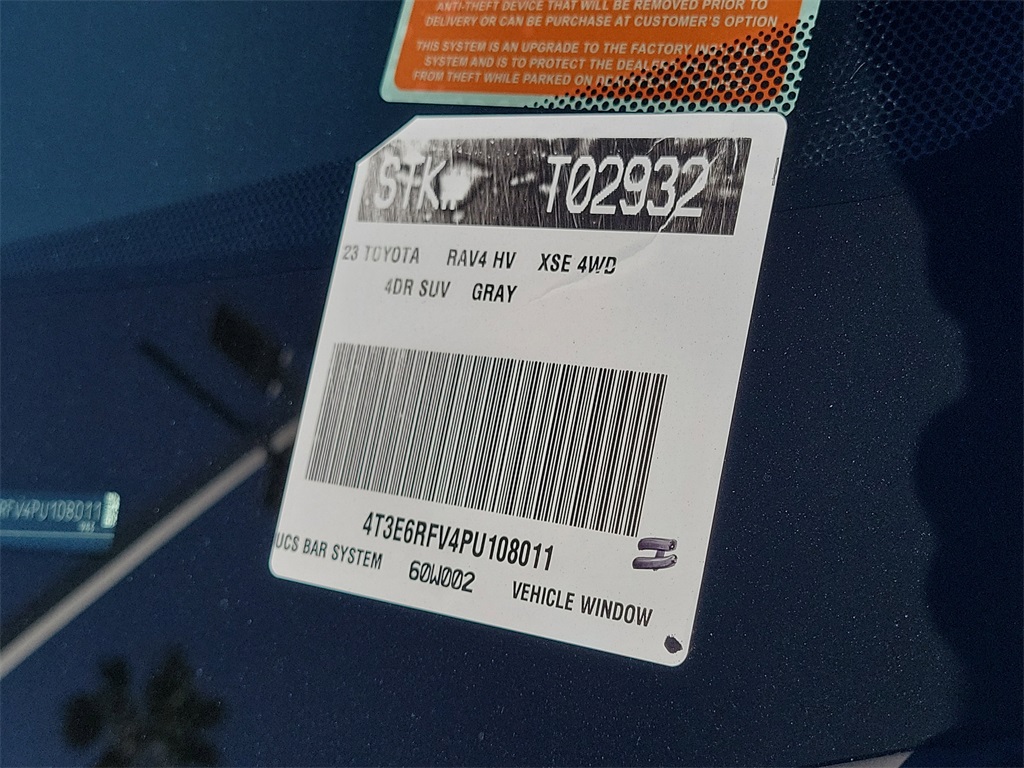 ANTI-THEFT DEVICE THAT WILL BE REMOVED PRIOR TO
DELIVERY OR CAN BE PURCHASE AT CUSTOMER'S OPTION
THIS SYSTEM IS AN UPGRADE TO THE FACTORY
SYSTEM AND IS TO PROTECT THE
FROM THEFT WHILE PARKED ON
STK# T02932
23 TOYOTA RAV4 HV XSE 4WD
4DR SUV GRAY
4T3E6RFV4PU108011
UCS BAR SYSTEM 60W002 VEHICLE WINDOW
RFV4PU108011